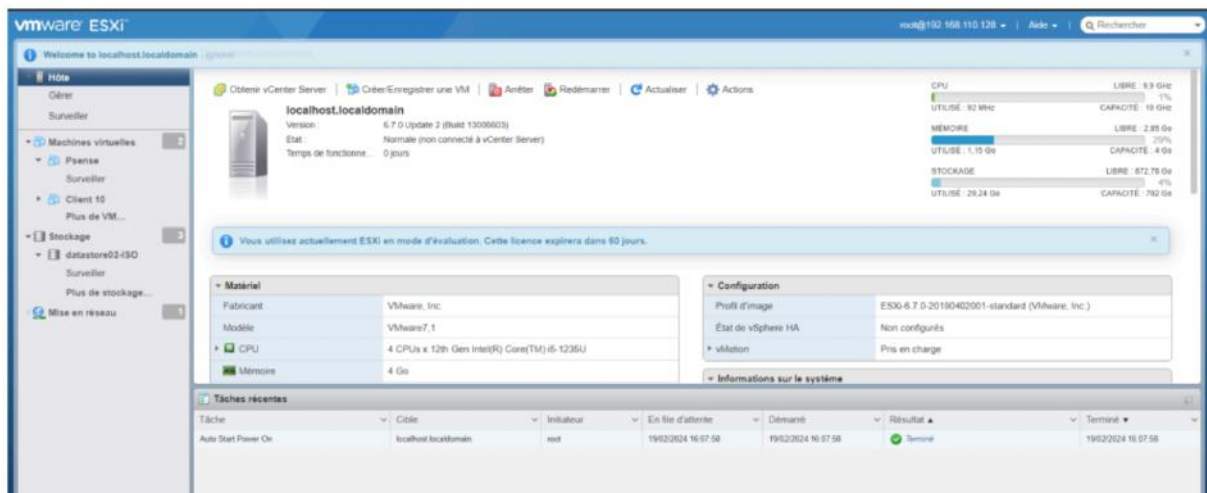 vmware ESXi™
root@192.168.110.128 | Aide | Rechercher
Welcome to localhost.localdomain
Hôte
Gérer
Surveiller
Machines virtuelles 2
Psense
Surveiller
Client 10
Plus de VM...
Stockage 3
datastore02-ISO
Surveiller
Plus de stockage...
Mise en réseau 1
Obtenir vCenter Server | Créer/Enregistrer une VM | Arrêter Redémarrer | Actualiser | Actions
localhost.localdomain
Version : 6.7.0 Update 2 (Build 13006603)
État : Normale (non connecté à vCenter Server)
Temps de fonctionne... 0 jours
CPU LIBRE : 9,9 GHz
1%
UTILISÉ : 92 MHz CAPACITÉ : 10 GHz
MÉMOIRE LIBRE : 2.85 Go
29%
UTILISÉ : 1,15 Go CAPACITÉ : 4 Go
STOCKAGE
4%
UTILISÉ : 29,24 Go
Vous utilisez actuellement ESXi en mode d'évaluation. Cette license expirera dans 60 jours.
Matériel
Fabricant VMware, Inc.
Modèle VMware7,1
CPU 4 CPUs x 12th Gen Intel(R) Core(TM) i5-1235U
Mémoire 4 Go
Configuration
Profil d'image ESXi-6.7.0-20190402001-standard (VMware, Inc.)
État de vSphere HA Non configurés
vMotion Pris en charge
Informations sur le système
Tâches récentes
Tâche Cible Initiateur En file d'attente Démarré Résultat ▲ Terminé ▼
Auto Start Power On localhost.localdomain root 19/02/2024 16:07:58 19/02/2024 16:07:58 Terminé 19/02/2024 16:07:58